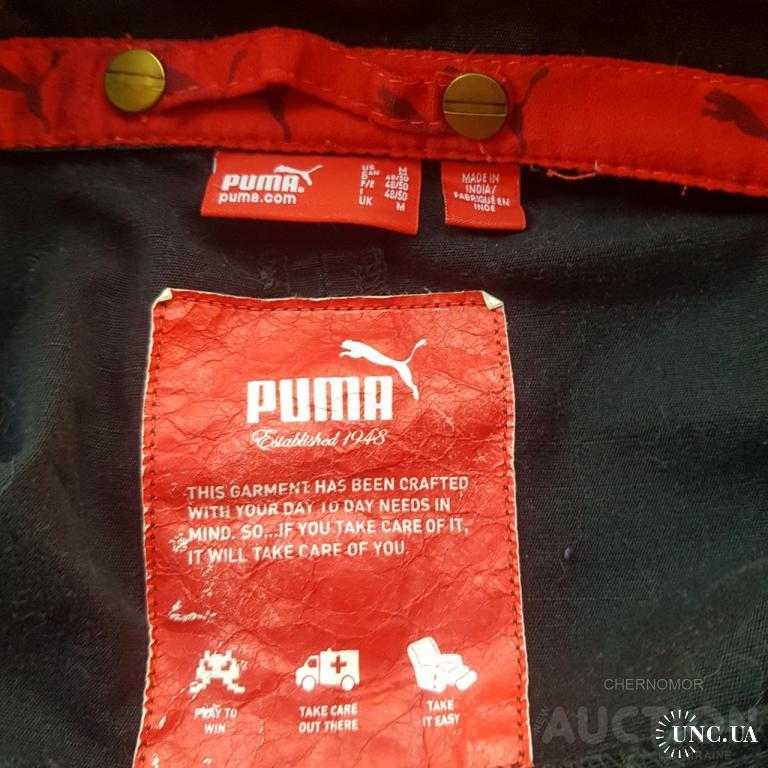 PUMA
puma.com
US M
CAN M
D 48/50
F/E 48/50
I 48/50
UK M
MADE IN
INDIA/
FABRIQUÉ EN
INDE
PUMA
Established 1948
THIS GARMENT HAS BEEN CRAFTED
WITH YOUR DAY TO DAY NEEDS IN
MIND. SO...IF YOU TAKE CARE OF IT,
IT WILL TAKE CARE OF YOU.
PLAY TO
WIN
TAKE CARE
OUT THERE
TAKE
IT EASY
CHERNOMOR
AUCTION
UNC.UA
UKRAINE